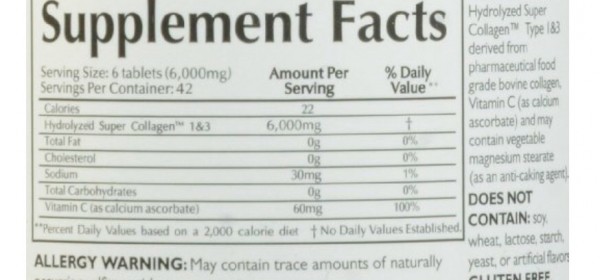 Supplement Facts
Serving Size: 6 tablets (6,000mg)
Servings Per Container: 42
Amount Per Serving
% Daily Value**
Calories 22
Hydrolyzed Super Collagen™ 1&3 6,000mg †
Total Fat 0g 0%
Cholesterol 0g 0%
Sodium 30mg 1%
Total Carbohydrates 0g 0%
Vitamin C (as calcium ascorbate) 60mg 100%
**Percent Daily Values based on a 2,000 calorie diet † No Daily Values Established.
ALLERGY WARNING: May contain trace amounts of naturally
Hydrolyzed Super
Collagen™ Type 1&3
derived from
pharmaceutical food
grade bovine collagen,
Vitamin C (as calcium
ascorbate) and may
contain vegetable
magnesium stearate
(as an anti-caking agent).
DOES NOT
CONTAIN: soy,
wheat, lactose, starch,
yeast, or artificial flavors
GLUTEN FREE